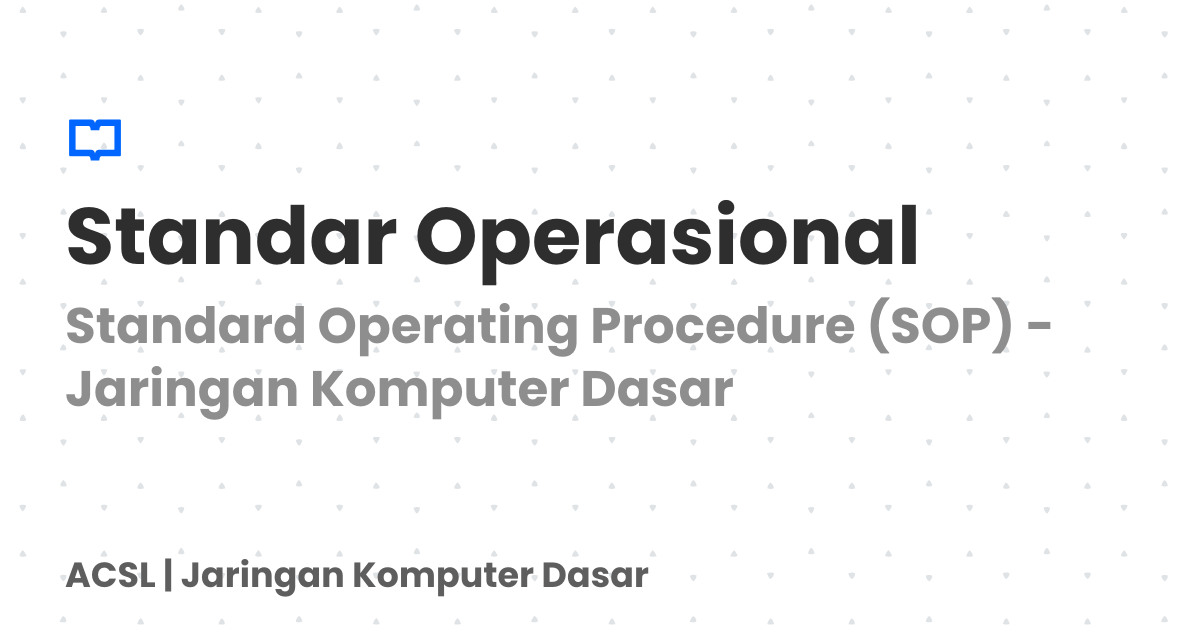 Standar Operasional
Standard Operating Procedure (SOP) -
Jaringan Komputer Dasar
ACSL | Jaringan Komputer Dasar